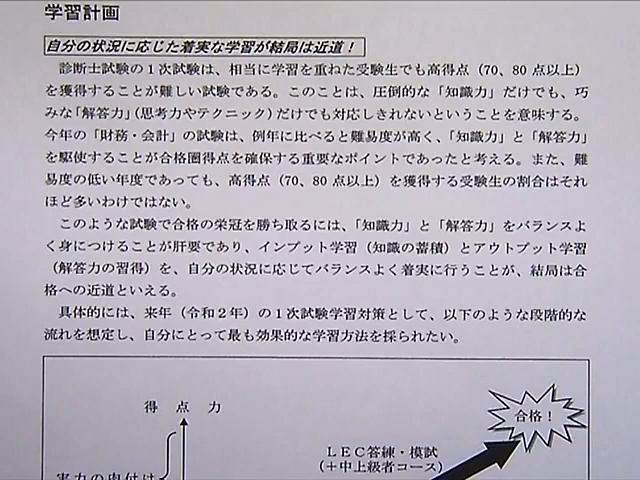 学習計画
自分の状況に応じた着実な学習が結局は近道！
診断士試験の１次試験は、相当に学習を重ねた受験生でも高得点（70、80 点以上）
を獲得することが難しい試験である。このことは、圧倒的な「知識力」だけでも、巧
みな「解答力」（思考力やテクニック）だけでも対応しきれないということを意味する。
今年の「財務・会計」の試験は、例年に比べると難易度が高く、「知識力」と「解答力」
を駆使することが合格圏得点を確保する重要なポイントであったと考える。また、難
易度の低い年度であっても、高得点（70、80 点以上）を獲得する受験生の割合はそれ
ほど多いわけではない。
このような試験で合格の栄冠を勝ち取るには、「知識力」と「解答力」をバランスよ
く身につけることが肝要であり、インプット学習（知識の蓄積）とアウトプット学習
（解答力の習得）を、自分の状況に応じてバランスよく着実に行うことが、結局は合
格への近道といえる。
具体的には、来年（令和２年）の１次試験学習対策として、以下のような段階的な
流れを想定し、自分にとって最も効果的な学習方法を採られたい。
得 点 力
合格！
ＬＥＣ答練・模試
（＋中上級者コース）
実力の肉付け